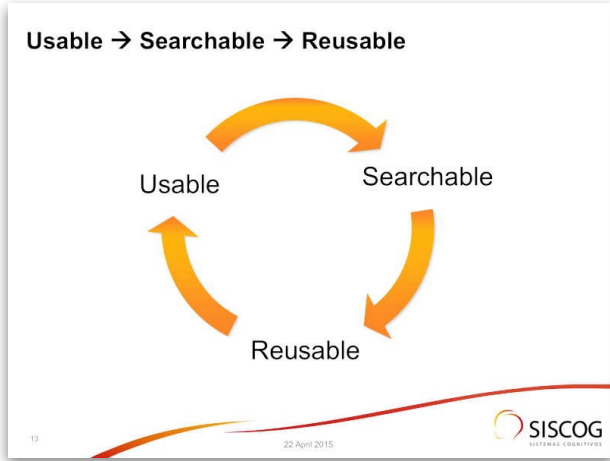 Usable → Searchable → Reusable
Usable
Searchable
Reusable
13
22 April 2015
SISCOG
SISTEMAS COGNITIVOS